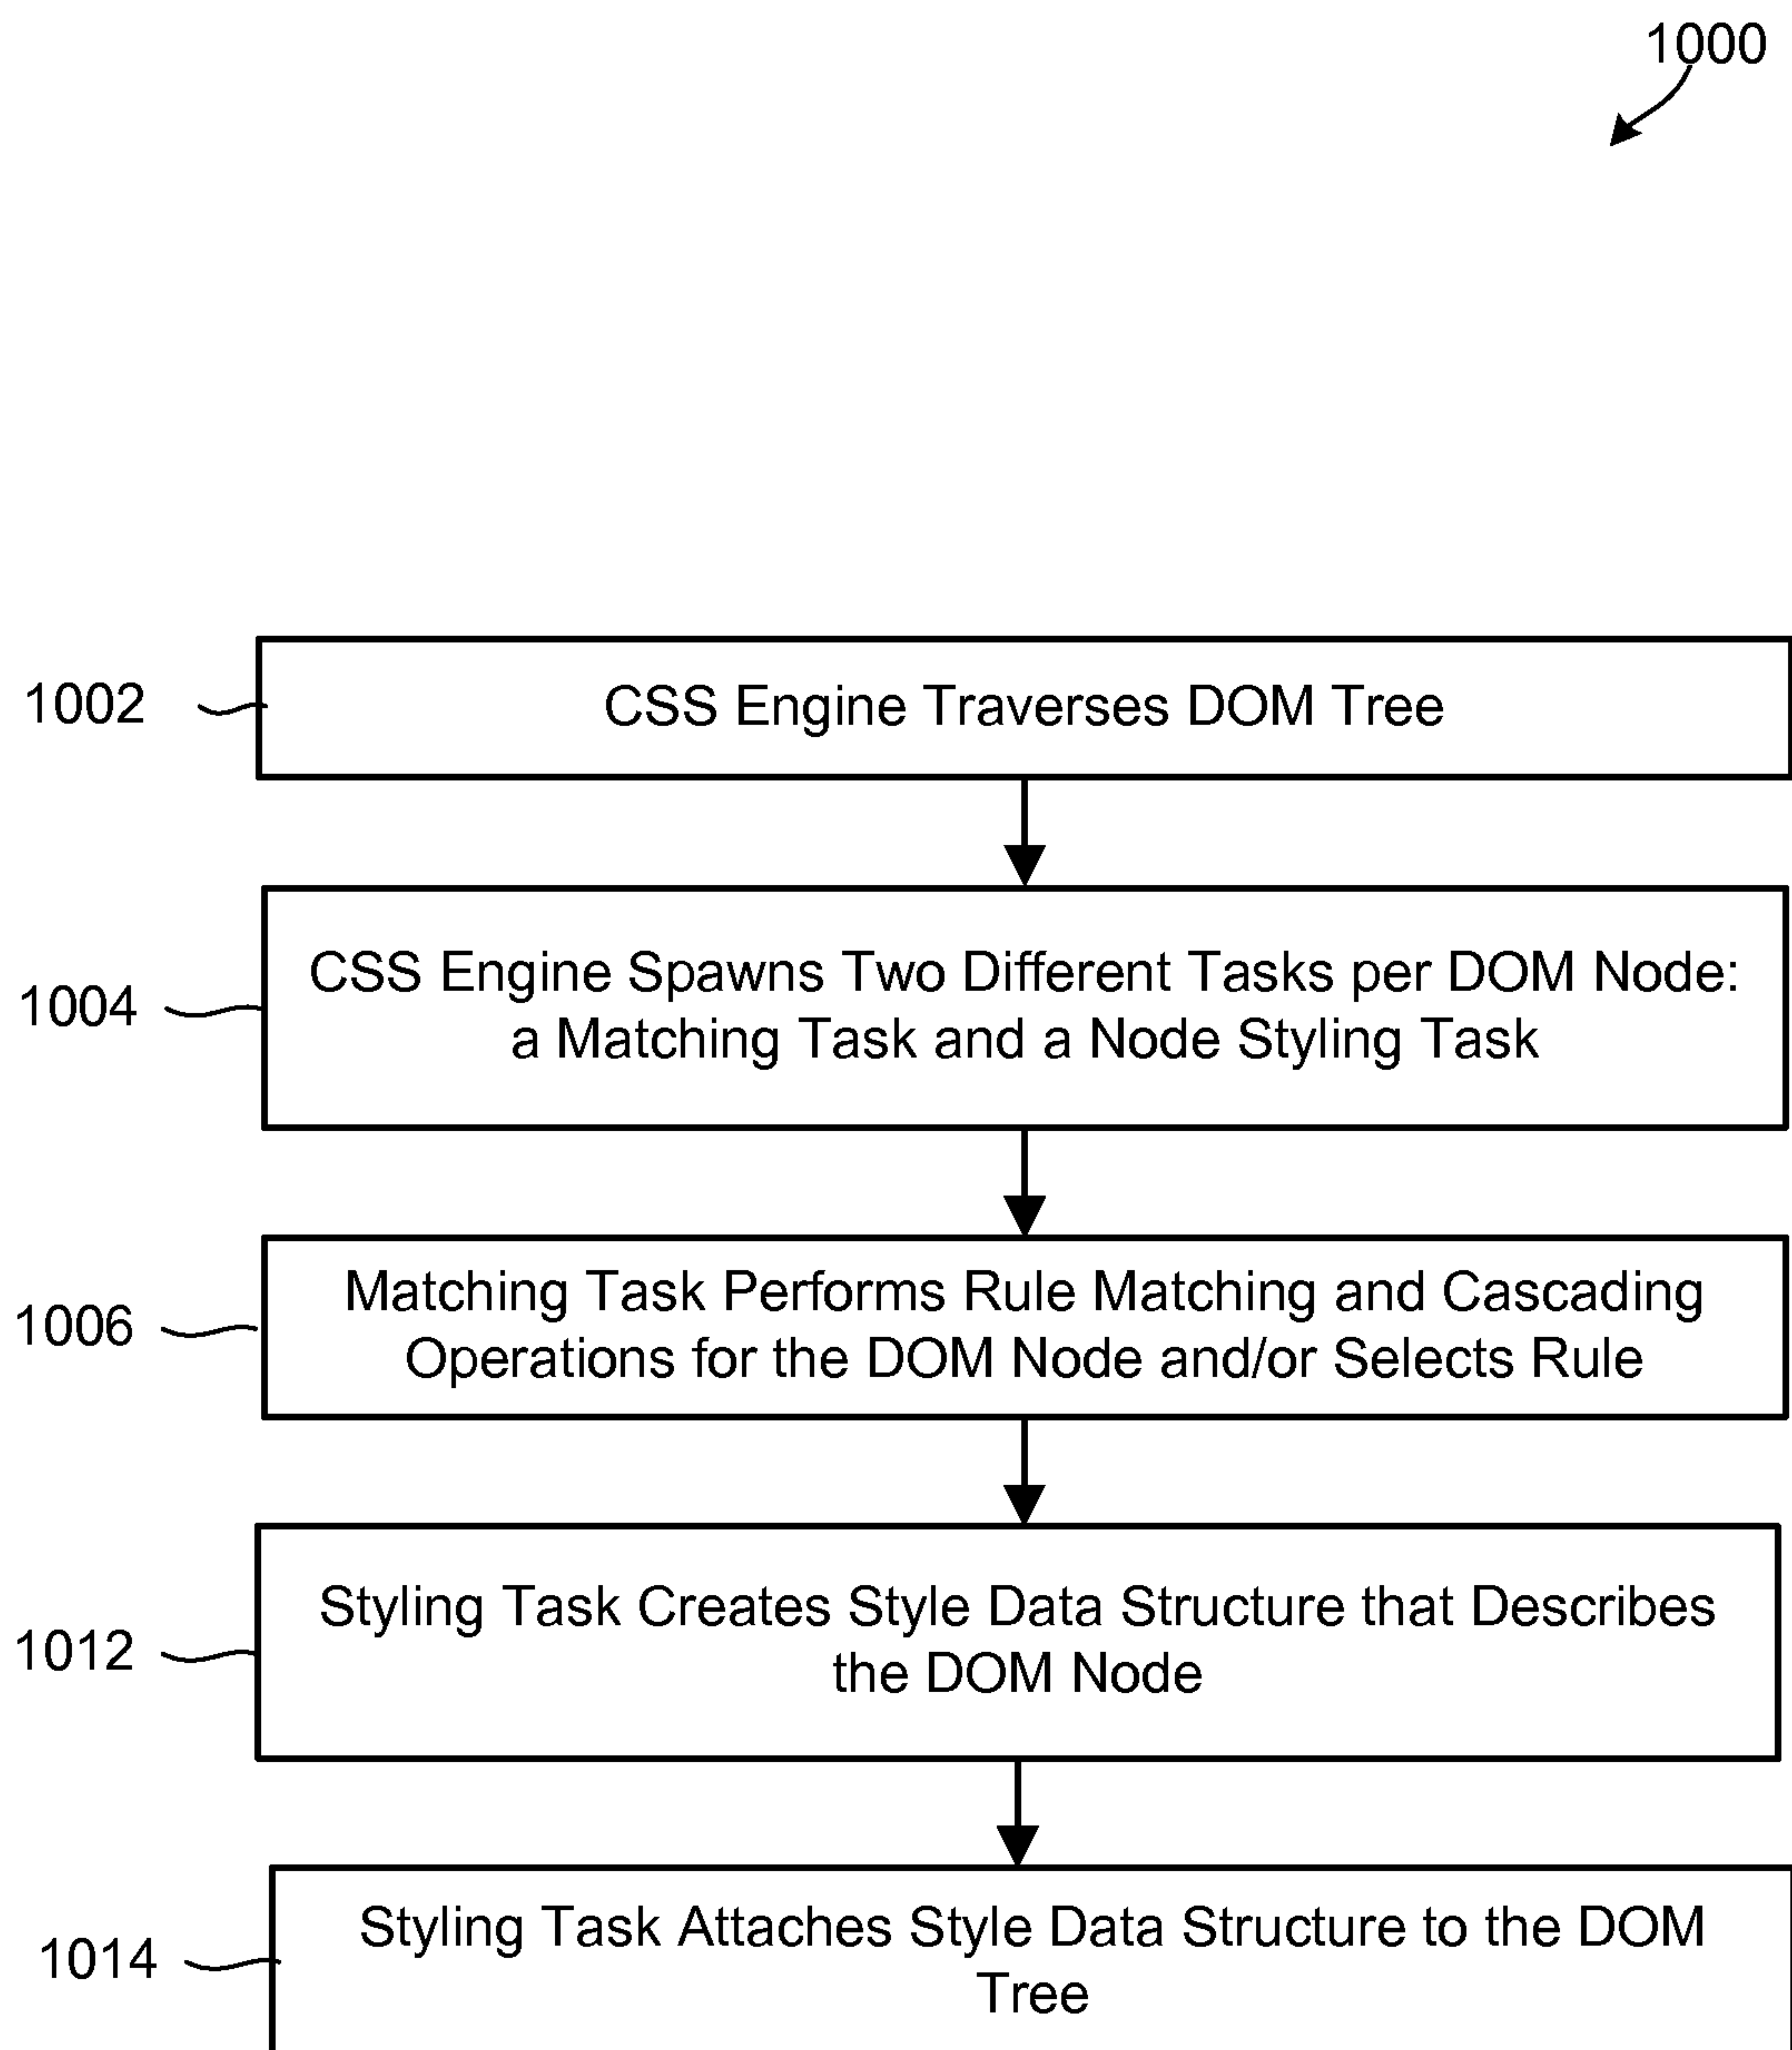 1000
1002
CSS Engine Traverses DOM Tree
1004
CSS Engine Spawns Two Different Tasks per DOM Node:
a Matching Task and a Node Styling Task
1006
Matching Task Performs Rule Matching and Cascading
Operations for the DOM Node and/or Selects Rule
1012
Styling Task Creates Style Data Structure that Describes
the DOM Node
1014
Styling Task Attaches Style Data Structure to the DOM
Tree